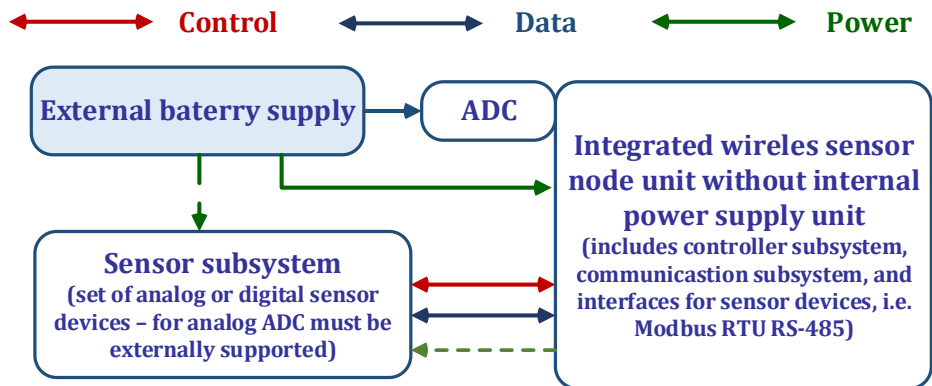 Control Data Power
External baterry supply
ADC
Integrated wireles sensor
node unit without internal
power supply unit
(includes controller subsystem,
communicastion subsystem, and
interfaces for sensor devices, i.e.
Modbus RTU RS-485)
Sensor subsystem
(set of analog or digital sensor
devices – for analog ADC must be
externally supported)